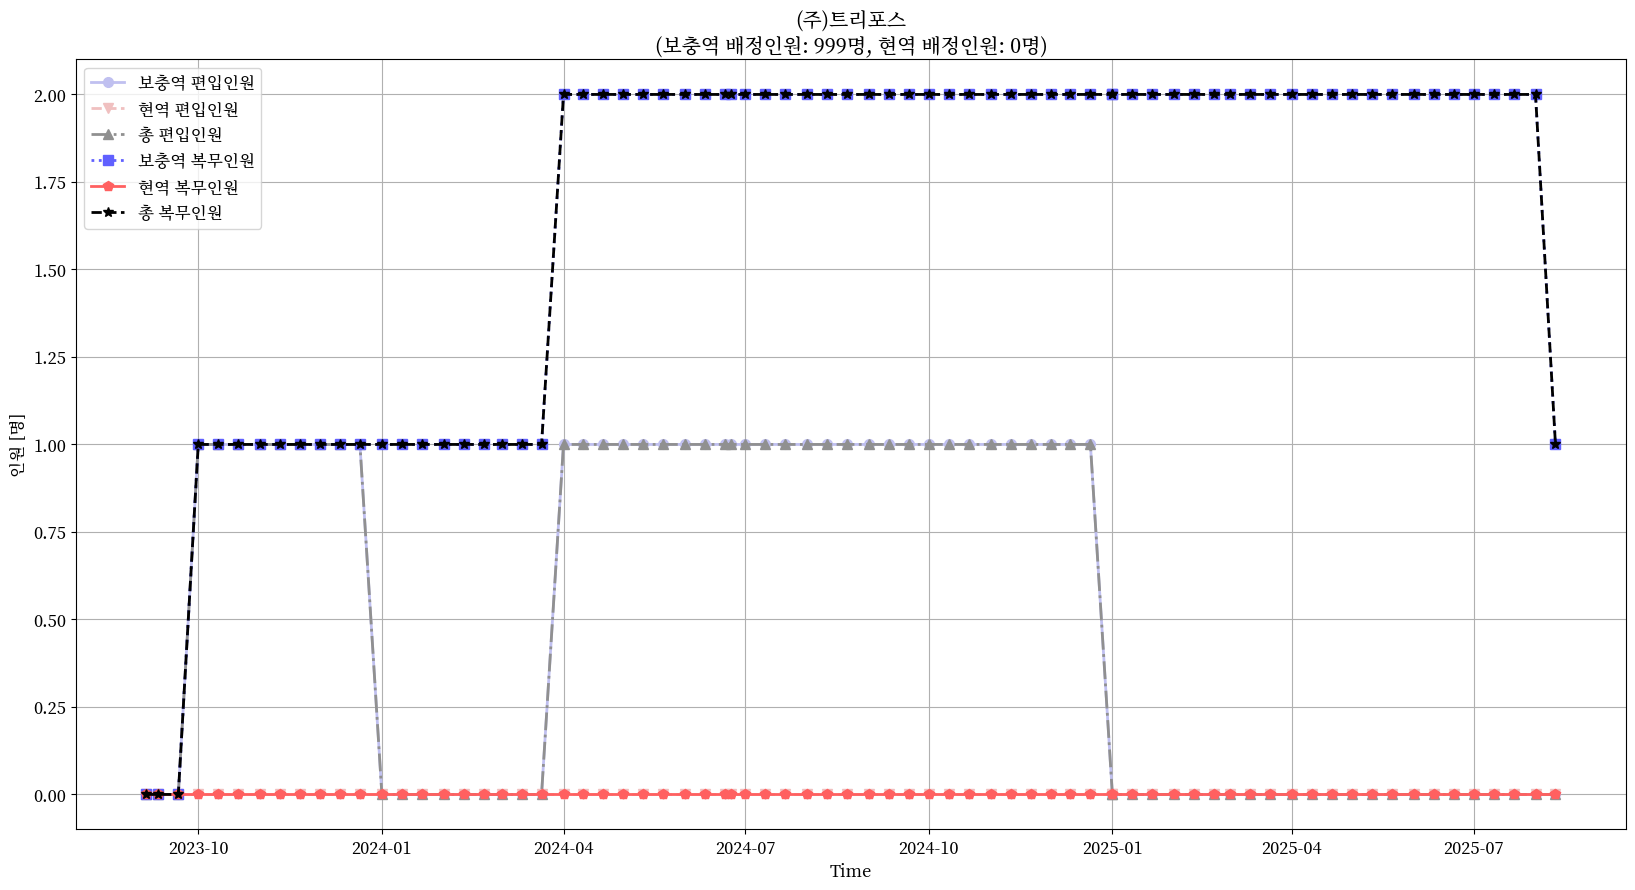 (주)트리포스
(보충역 배정인원: 999명, 현역 배정인원: 0명)
보충역 편입인원
현역 편입인원
총 편입인원
보충역 복무인원
현역 복무인원
총 복무인원
2.00
1.75
1.50
1.25
1.00
0.75
0.50
0.25
0.00
인원 [명]
2023-10
2024-01
2024-04
2024-07
2024-10
2025-01
2025-04
2025-07
Time